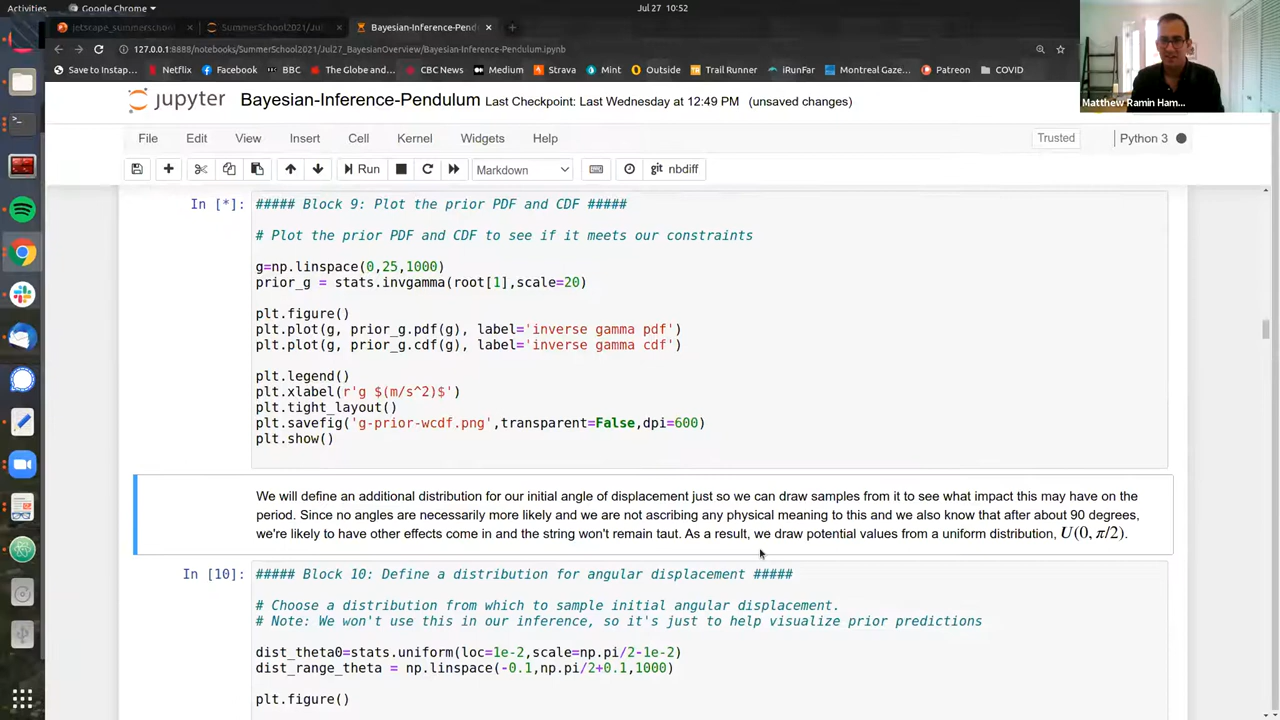 Activities
Google Chrome
Jul 27 10:52
jetscape_summerschoo
SummerSchool2021/Jul
Bayesian-Inference-Pend
127.0.0.1:8888/notebooks/SummerSchool2021/Jul27_BayesianOverview/Bayesian-Inference-Pendulum.ipynb
Save to Instap... Netflix Facebook BBC The Globe and... CBC News Medium Strava Mint Outside Trail Runner iRunFar Montreal Gaze... Patreon COVID
Matthew Ramin Ham...
jupyter Bayesian-Inference-Pendulum Last Checkpoint: Last Wednesday at 12:49 PM (unsaved changes)
File Edit View Insert Cell Kernel Widgets Help Trusted Python 3
Run Markdown git nbdiff
In [*]: ##### Block 9: Plot the prior PDF and CDF #####
# Plot the prior PDF and CDF to see if it meets our constraints
g=np.linspace(0,25,1000)
prior_g = stats.invgamma(root[1],scale=20)
plt.figure()
plt.plot(g, prior_g.pdf(g), label='inverse gamma pdf')
plt.plot(g, prior_g.cdf(g), label='inverse gamma cdf')
plt.legend()
plt.xlabel(r'g $(m/s^2)$')
plt.tight_layout()
plt.savefig('g-prior-wcdf.png',transparent=False,dpi=600)
plt.show()
We will define an additional distribution for our initial angle of displacement just so we can draw samples from it to see what impact this may have on the
period. Since no angles are necessarily more likely and we are not ascribing any physical meaning to this and we also know that after about 90 degrees,
we're likely to have other effects come in and the string won't remain taut. As a result, we draw potential values from a uniform distribution, U(0, π/2).
In [10]: ##### Block 10: Define a distribution for angular displacement #####
# Choose a distribution from which to sample initial angular displacement.
# Note: We won't use this in our inference, so it's just to help visualize prior predictions
dist_theta0=stats.uniform(loc=1e-2,scale=np.pi/2-1e-2)
dist_range_theta = np.linspace(-0.1,np.pi/2+0.1,1000)
plt.figure()